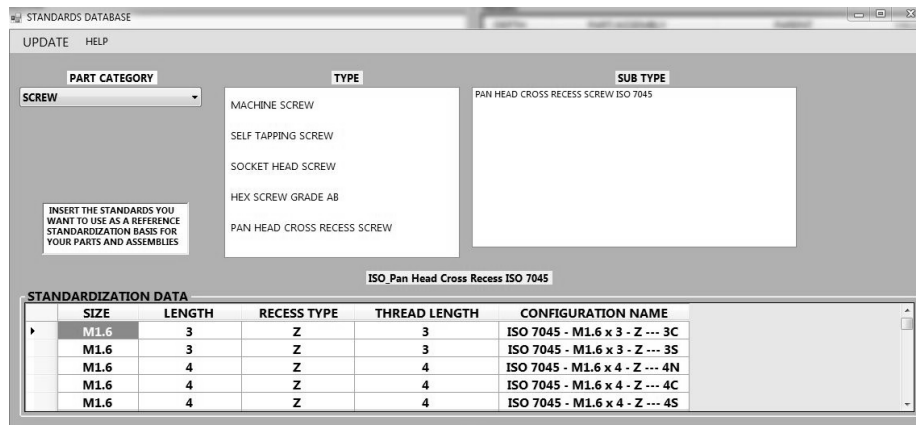 STANDARDS DATABASE
UPDATE HELP
PART CATEGORY
SCREW
TYPE
MACHINE SCREW
SELF TAPPING SCREW
SOCKET HEAD SCREW
HEX SCREW GRADE AB
PAN HEAD CROSS RECESS SCREW
SUB TYPE
PAN HEAD CROSS RECESS SCREW ISO 7045
INSERT THE STANDARDS YOU
WANT TO USE AS A REFERENCE
STANDARDIZATION BASIS FOR
YOUR PARTS AND ASSEMBLIES
ISO_Pan Head Cross Recess ISO 7045
STANDARDIZATION DATA
SIZE LENGTH RECESS TYPE THREAD LENGTH CONFIGURATION NAME
M1.6 3 Z 3 ISO 7045 - M1.6 x 3 - Z --- 3C
M1.6 3 Z 3 ISO 7045 - M1.6 x 3 - Z --- 3S
M1.6 4 Z 4 ISO 7045 - M1.6 x 4 - Z --- 4N
M1.6 4 Z 4 ISO 7045 - M1.6 x 4 - Z --- 4C
M1.6 4 Z 4 ISO 7045 - M1.6 x 4 - Z --- 4S